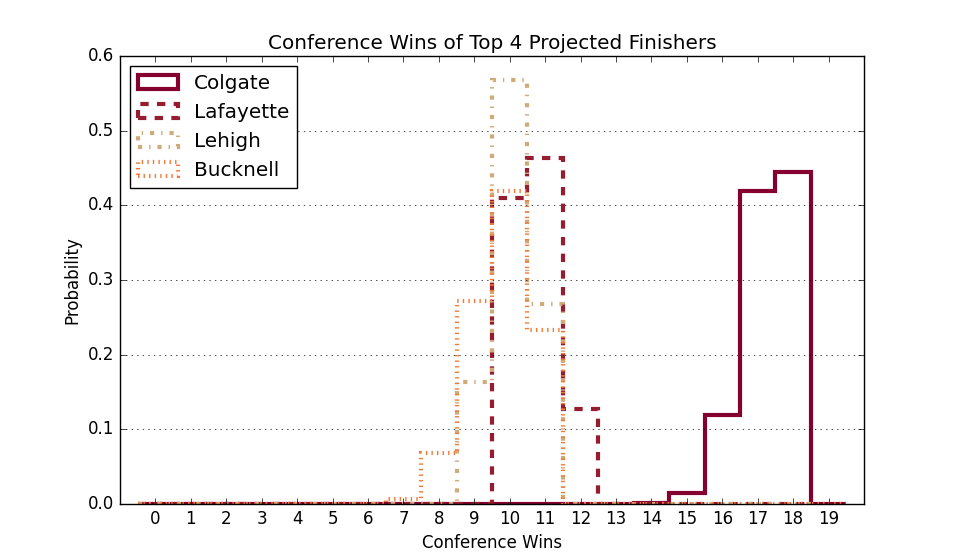 Conference Wins of Top 4 Projected Finishers
0.6
0.5
0.4
0.3
0.2
0.1
0.0
Probability
Colgate
Lafayette
Lehigh
Bucknell
0 1 2 3 4 5 6 7 8 9 10 11 12 13 14 15 16 17 18 19
Conference Wins